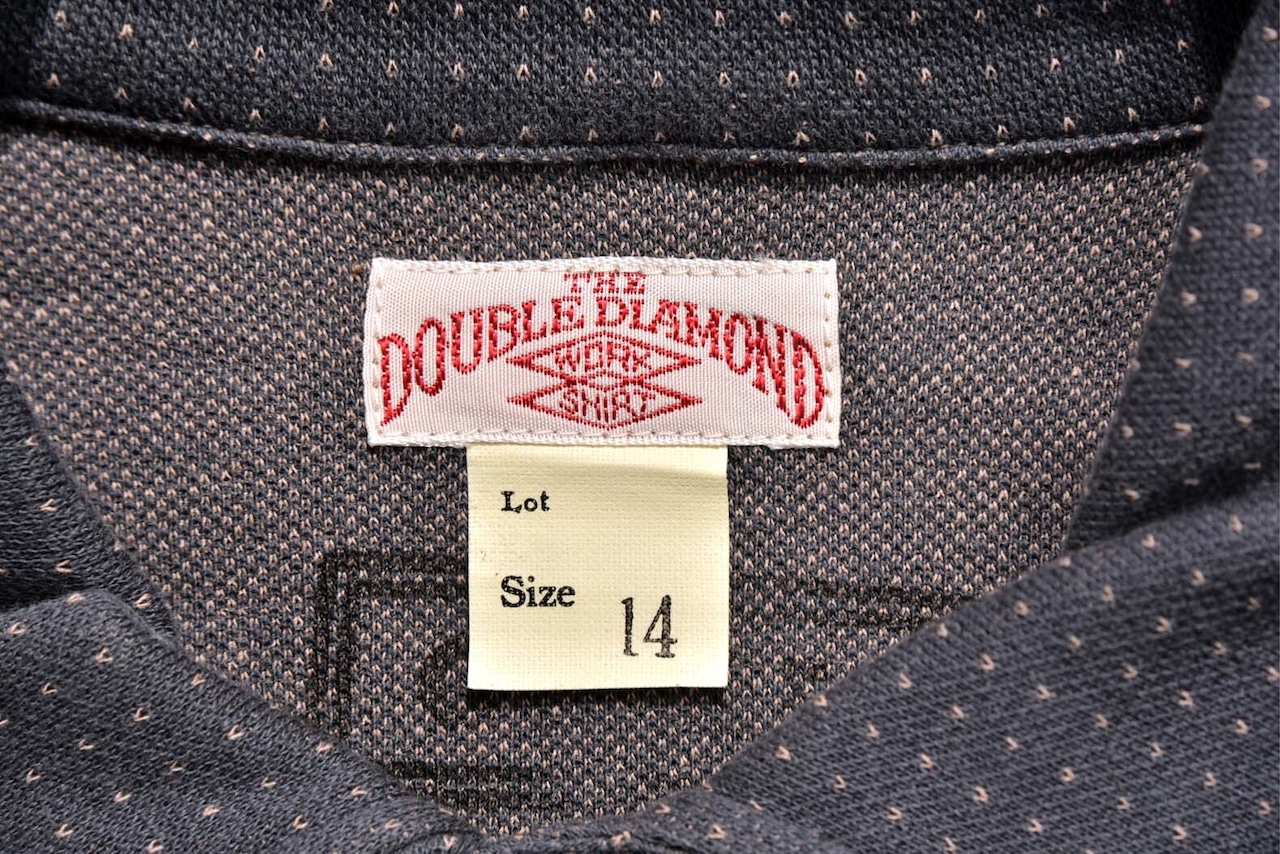 THE
DOUBLE DIAMOND
WORK
SHIRT
Lot
Size 14